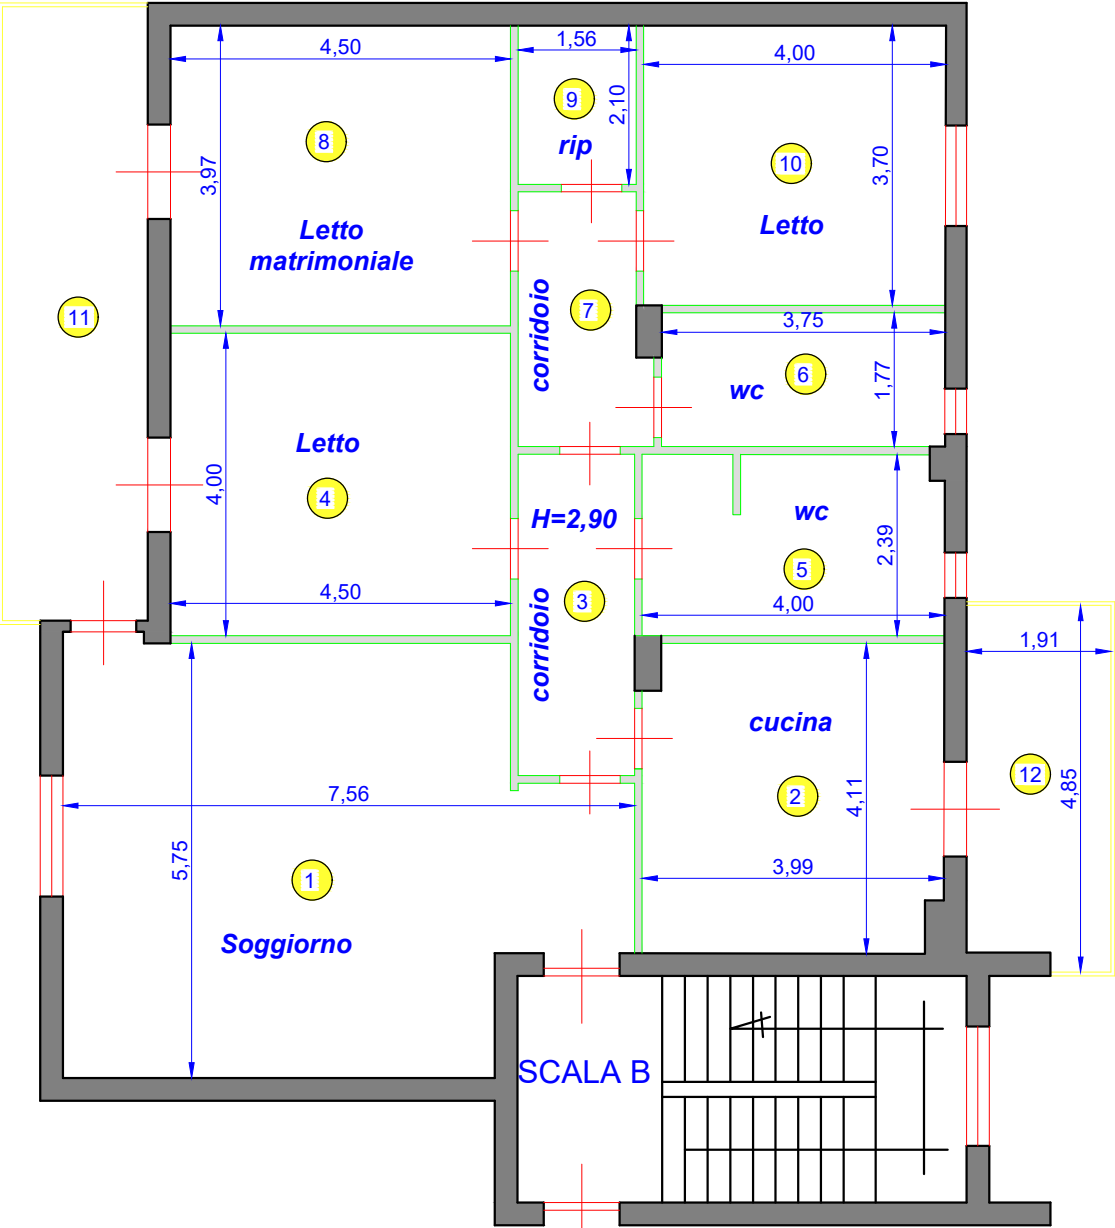 4,50
1,56
4,00
9
2,10
8
rip
10
3,97
3,70
Letto
matrimoniale
Letto
11
7
corridoio
3,75
6
wc
1,77
Letto
4,00
4
H=2,90
wc
5
2,39
4,50
3
corridoio
4,00
1,91
cucina
12
4,85
7,56
2
4,11
5,75
1
3,99
Soggiorno
SCALA B